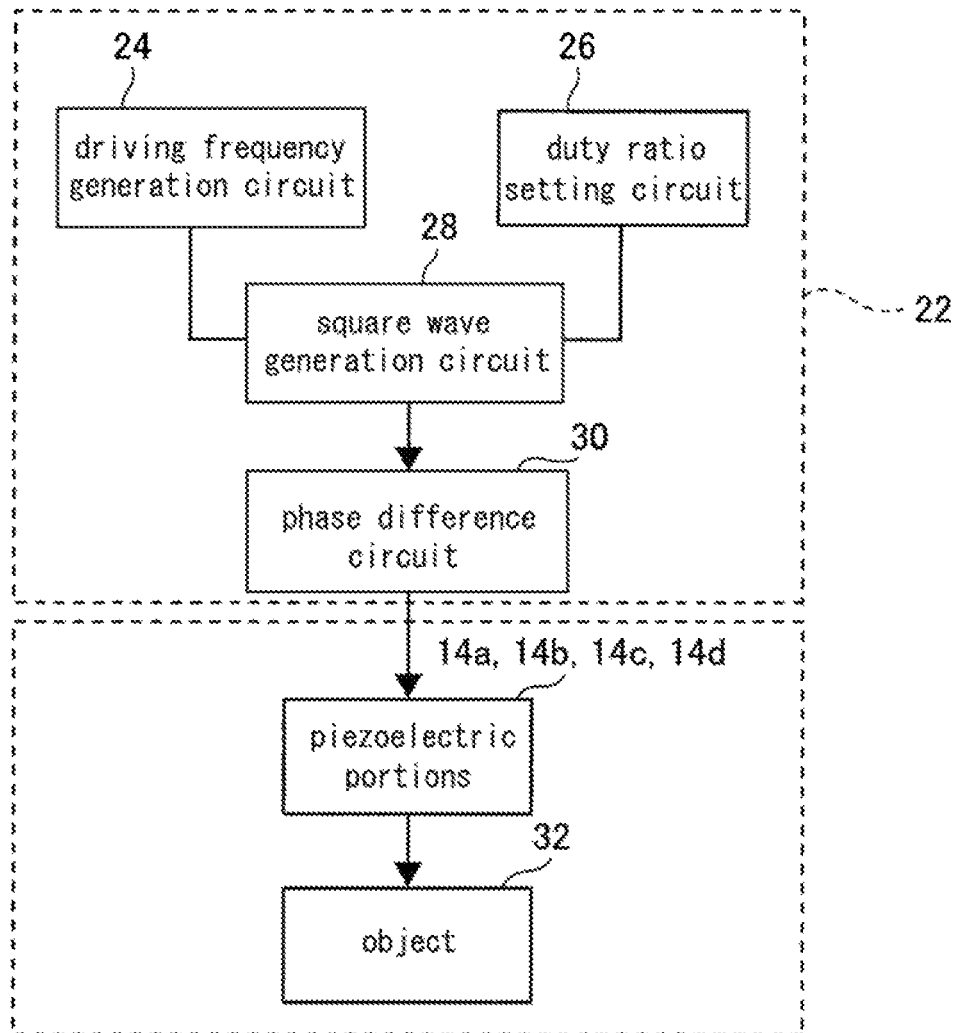 24
26
driving frequency
generation circuit
duty ratio
setting circuit
28
square wave
generation circuit
22
30
phase difference
circuit
14a, 14b, 14c, 14d
piezoelectric
portions
32
object